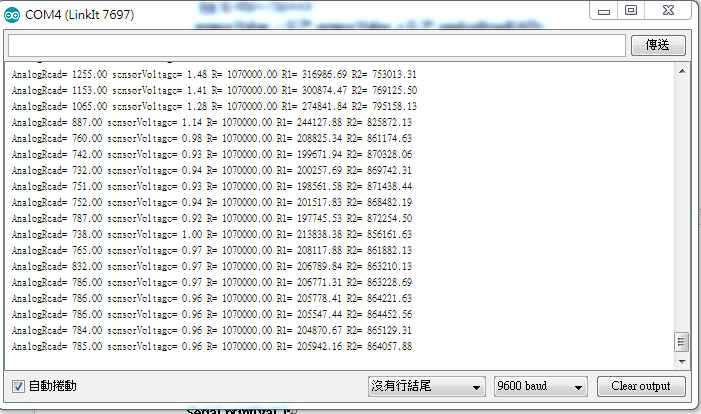 COM4 (LinkIt 7697)
傳送
AnalogRead= 1255.00 sensorVoltage= 1.48 R= 1070000.00 R1= 316986.69 R2= 753013.31
AnalogRead= 1153.00 sensorVoltage= 1.41 R= 1070000.00 R1= 300874.47 R2= 769125.50
AnalogRead= 1065.00 sensorVoltage= 1.28 R= 1070000.00 R1= 274841.84 R2= 795158.13
AnalogRead= 887.00 sensorVoltage= 1.14 R= 1070000.00 R1= 244127.88 R2= 825872.13
AnalogRead= 760.00 sensorVoltage= 0.98 R= 1070000.00 R1= 208825.34 R2= 861174.63
AnalogRead= 742.00 sensorVoltage= 0.93 R= 1070000.00 R1= 199671.94 R2= 870328.06
AnalogRead= 732.00 sensorVoltage= 0.94 R= 1070000.00 R1= 200257.69 R2= 869742.31
AnalogRead= 751.00 sensorVoltage= 0.93 R= 1070000.00 R1= 198561.58 R2= 871438.44
AnalogRead= 752.00 sensorVoltage= 0.94 R= 1070000.00 R1= 201517.83 R2= 868482.19
AnalogRead= 787.00 sensorVoltage= 0.92 R= 1070000.00 R1= 197745.53 R2= 872254.50
AnalogRead= 738.00 sensorVoltage= 1.00 R= 1070000.00 R1= 213838.38 R2= 856161.63
AnalogRead= 765.00 sensorVoltage= 0.97 R= 1070000.00 R1= 208117.88 R2= 861882.13
AnalogRead= 832.00 sensorVoltage= 0.97 R= 1070000.00 R1= 206789.84 R2= 863210.13
AnalogRead= 786.00 sensorVoltage= 0.97 R= 1070000.00 R1= 206771.31 R2= 863228.69
AnalogRead= 786.00 sensorVoltage= 0.96 R= 1070000.00 R1= 205778.41 R2= 864221.63
AnalogRead= 786.00 sensorVoltage= 0.96 R= 1070000.00 R1= 205547.44 R2= 864452.56
AnalogRead= 784.00 sensorVoltage= 0.96 R= 1070000.00 R1= 204870.67 R2= 865129.31
AnalogRead= 785.00 sensorVoltage= 0.96 R= 1070000.00 R1= 205942.16 R2= 864057.88
自動捲動
沒有行結尾
9600 baud
Clear output